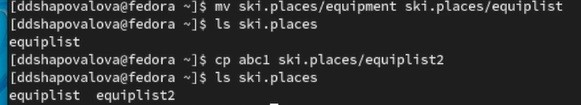 [ddshapovalova@fedora ~]$ mv ski.places/equipment ski.places/equiplist
[ddshapovalova@fedora ~]$ ls ski.places
equiplist
[ddshapovalova@fedora ~]$ cp abc1 ski.places/equiplist2
[ddshapovalova@fedora ~]$ ls ski.places
equiplist  equiplist2